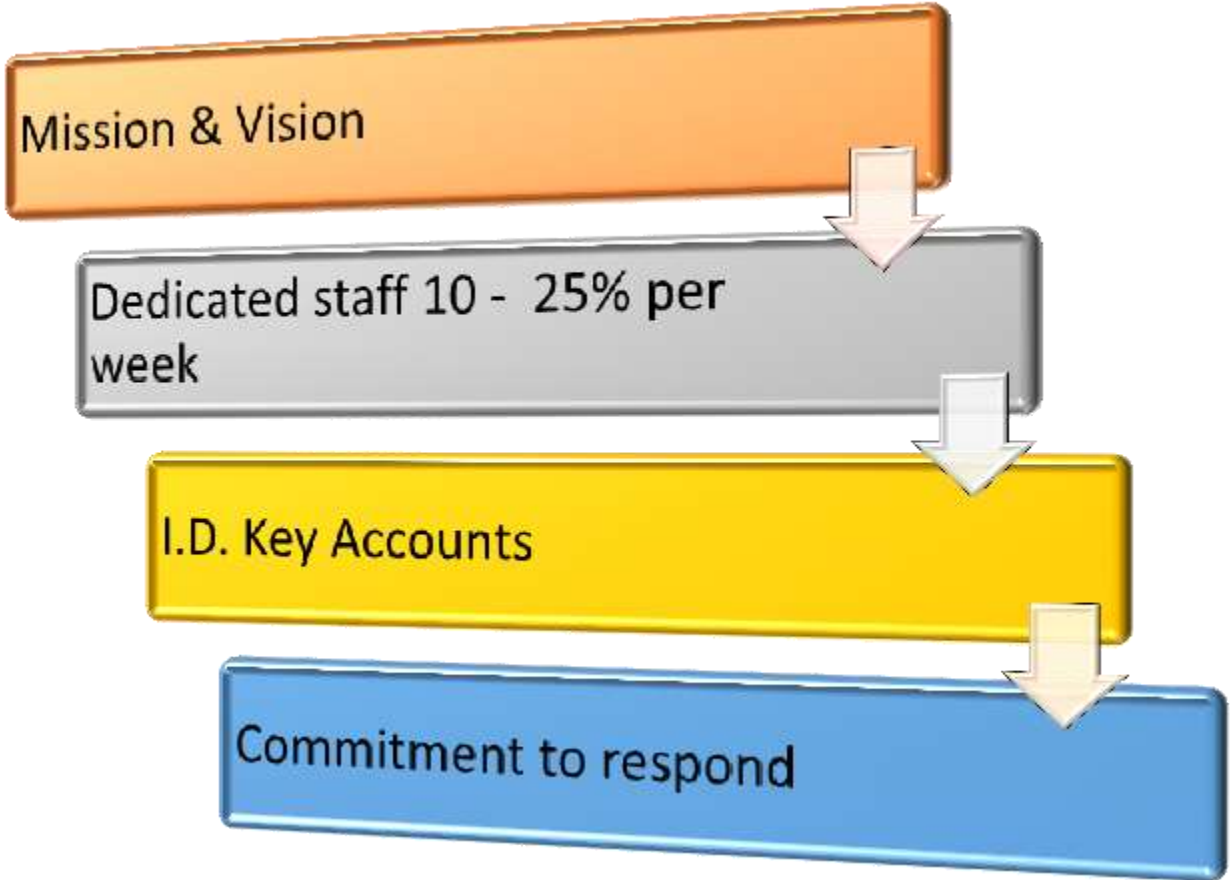 Mission & Vision
Dedicated staff 10 -  25% per
week
I.D. Key Accounts
Commitment to respond